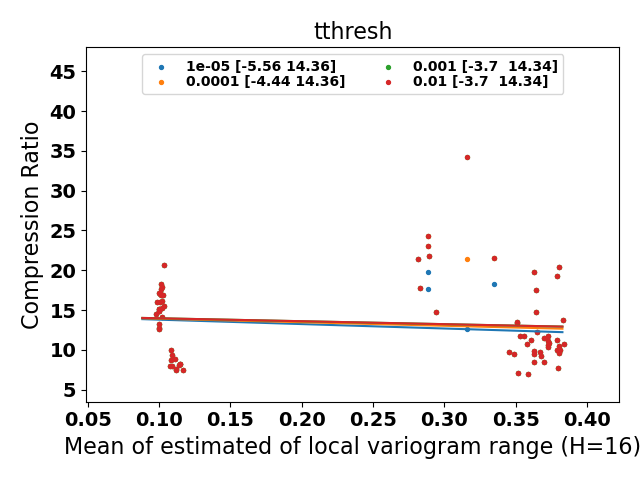 tthresh
1e-05 [-5.56 14.36]
0.0001 [-4.44 14.36]
0.001 [-3.7  14.34]
0.01 [-3.7  14.34]
Compression Ratio
45
40
35
30
25
20
15
10
5
0.05 0.10 0.15 0.20 0.25 0.30 0.35 0.40
Mean of estimated of local variogram range (H=16)